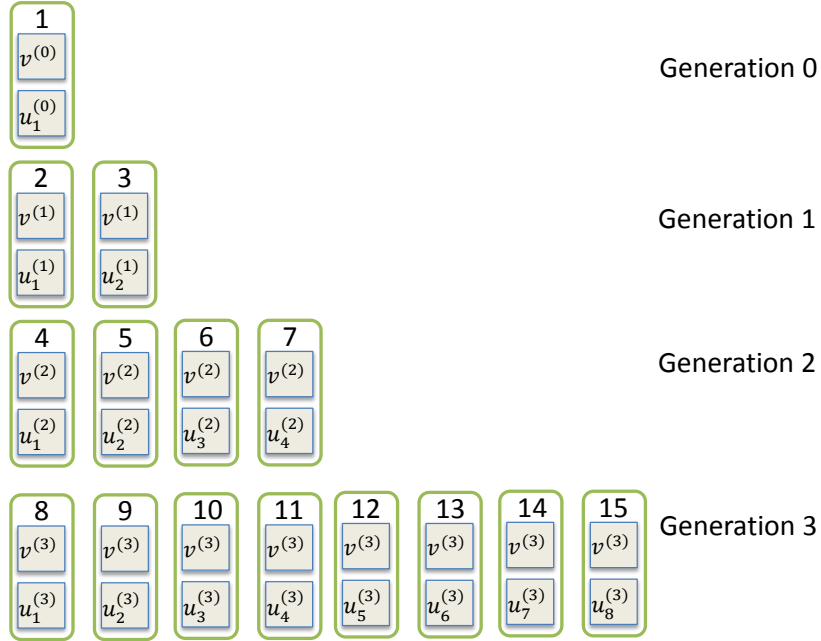 1
v^{(0)}
u_1^{(0)}
Generation 0
2 3
v^{(1)} v^{(1)}
u_1^{(1)} u_2^{(1)}
Generation 1
4 5 6 7
v^{(2)} v^{(2)} v^{(2)} v^{(2)}
u_1^{(2)} u_2^{(2)} u_3^{(2)} u_4^{(2)}
Generation 2
8 9 10 11 12 13 14 15
v^{(3)} v^{(3)} v^{(3)} v^{(3)} v^{(3)} v^{(3)} v^{(3)} v^{(3)}
u_1^{(3)} u_2^{(3)} u_3^{(3)} u_4^{(3)} u_5^{(3)} u_6^{(3)} u_7^{(3)} u_8^{(3)}
Generation 3